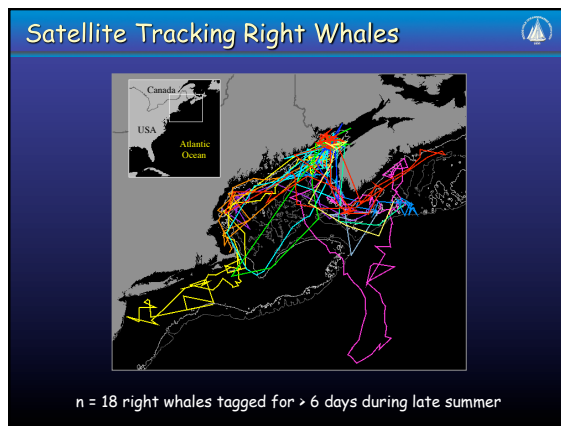 Satellite Tracking Right Whales
Canada
USA
Atlantic
Ocean
n = 18 right whales tagged for > 6 days during late summer